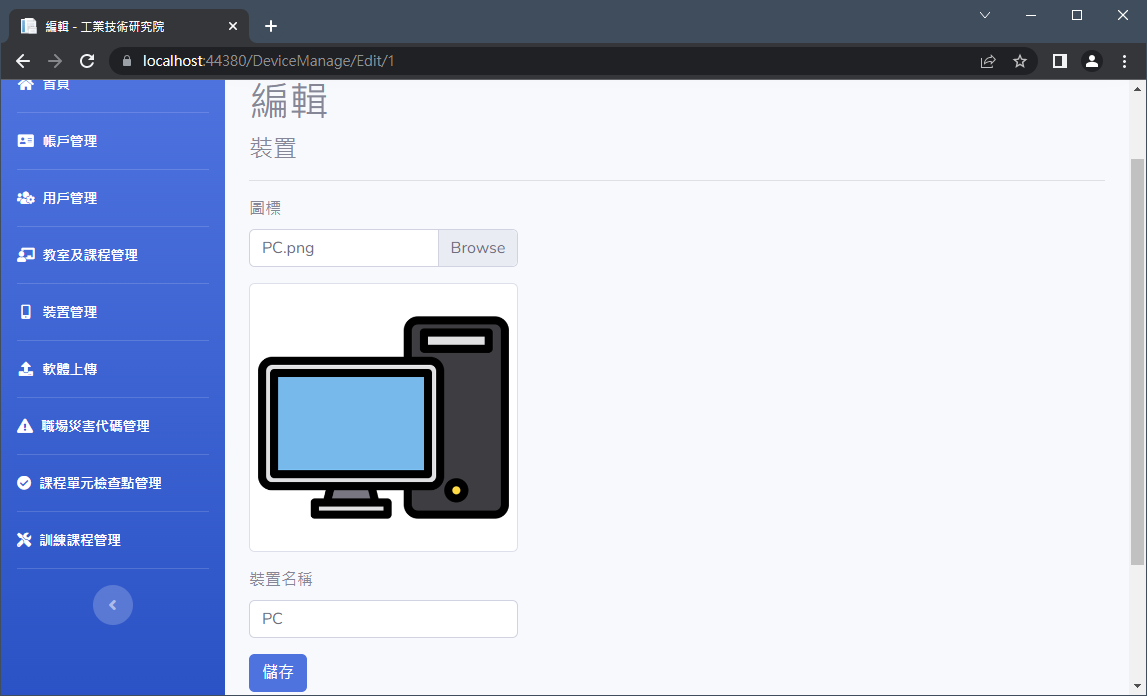 編輯 - 工業技術研究院
localhost:44380/DeviceManage/Edit/1
首頁
帳戶管理
用戶管理
教室及課程管理
裝置管理
軟體上傳
職場災害代碼管理
課程單元檢查點管理
訓練課程管理
編輯
裝置
圖標
PC.png
Browse
裝置名稱
PC
儲存